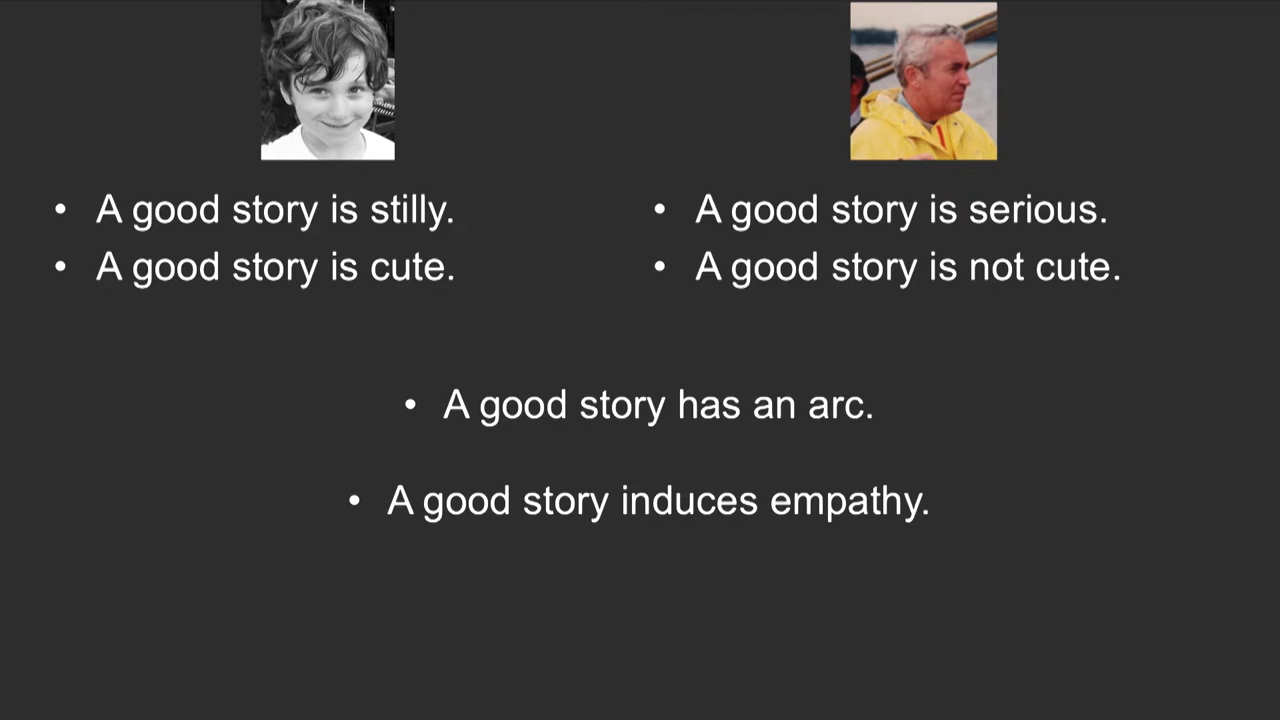 • A good story is stilly.
• A good story is cute.
• A good story is serious.
• A good story is not cute.
• A good story has an arc.
• A good story induces empathy.